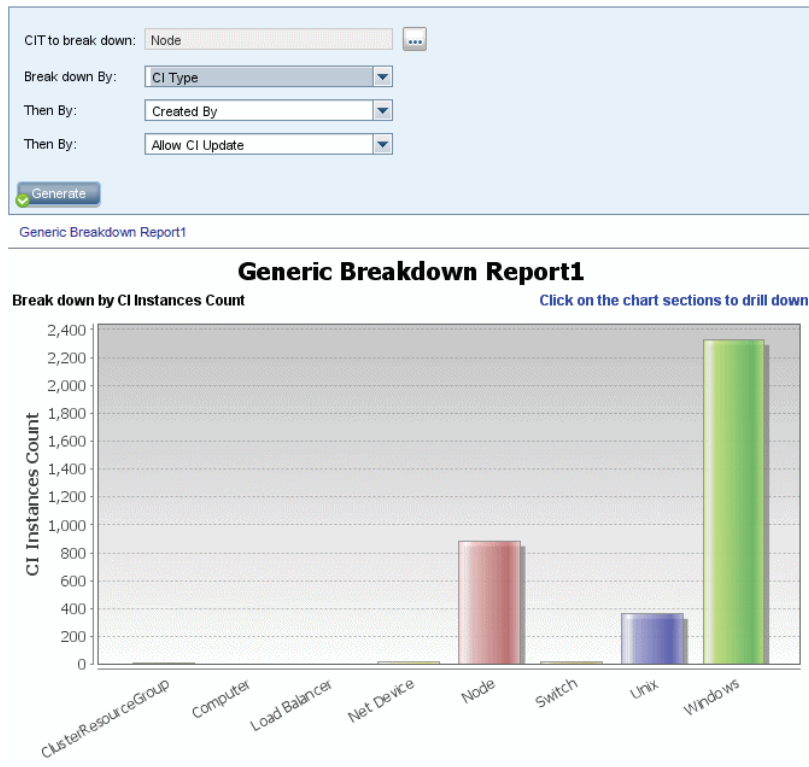 CIT to break down: Node ...
Break down By: CI Type
Then By: Created By
Then By: Allow CI Update
Generate
Generic Breakdown Report1
Generic Breakdown Report1
Break down by CI Instances Count Click on the chart sections to drill down
CI Instances Count
2,400
2,200
2,000
1,800
1,600
1,400
1,200
1,000
800
600
400
200
0
ClusterResourceGroup
Computer
Load Balancer
Net Device
Node
Switch
Unix
Windows